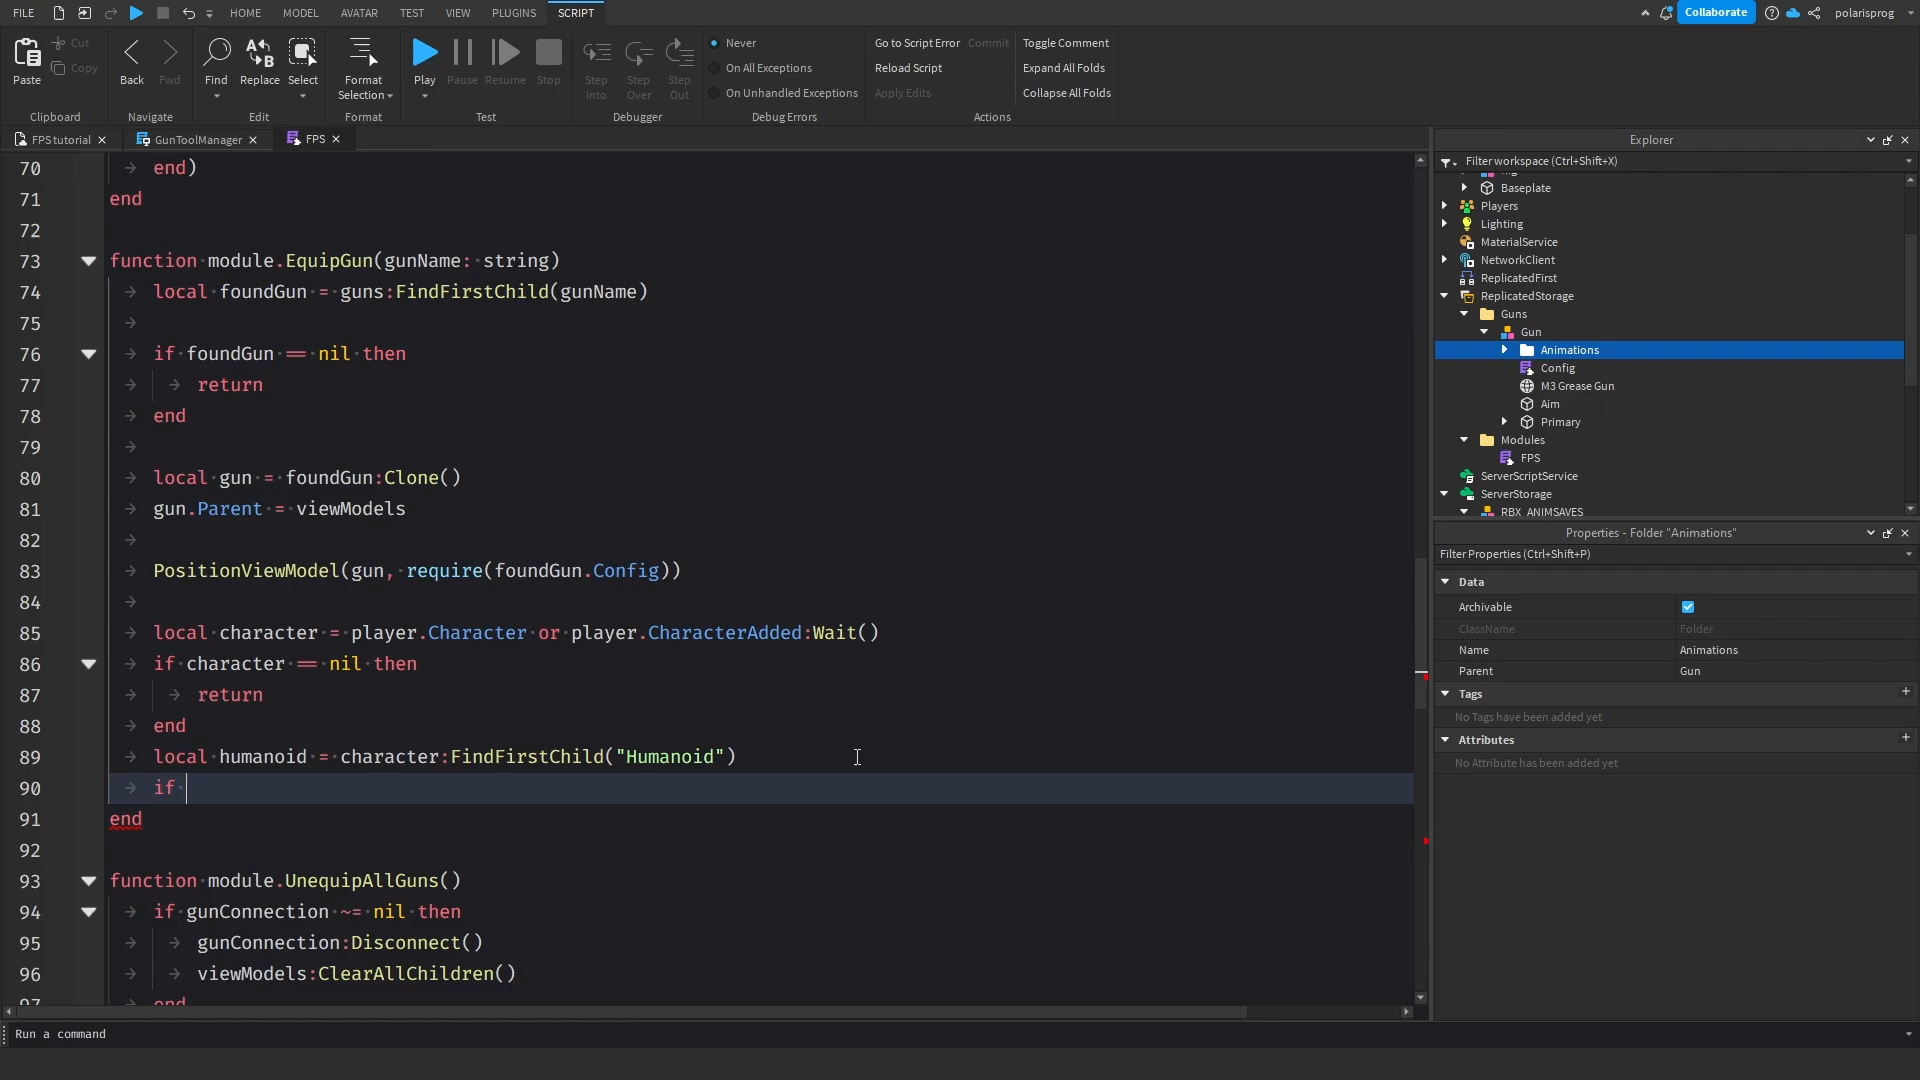 FILE HOME MODEL AVATAR TEST VIEW PLUGINS SCRIPT Collaborate polarisprog
Paste Cut Copy
Clipboard
Back Fwd
Navigate
Find Replace Select
Edit
Format Selection
Format
Play Pause Resume Stop
Test
Step Into Step Over Step Out
Debugger
Never
On All Exceptions
On Unhandled Exceptions
Debug Errors
Go to Script Error Commit
Reload Script
Apply Edits
Toggle Comment
Expand All Folds
Collapse All Folds
Actions
FPS tutorial GunToolManager FPS
70 end)
71 end
72
73 function module.EquipGun(gunName: string)
74 local foundGun = guns:FindFirstChild(gunName)
75
76 if foundGun == nil then
77 return
78 end
79
80 local gun = foundGun:Clone()
81 gun.Parent = viewModels
82
83 PositionViewModel(gun, require(foundGun.Config))
84
85 local character = player.Character or player.CharacterAdded:Wait()
86 if character == nil then
87 return
88 end
89 local humanoid = character:FindFirstChild("Humanoid")
90 if
91 end
92
93 function module.UnequipAllGuns()
94 if gunConnection ~= nil then
95 gunConnection:Disconnect()
96 viewModels:ClearAllChildren()
97 end
Run a command
Explorer
Filter workspace (Ctrl+Shift+X)
Baseplate
Players
Lighting
MaterialService
NetworkClient
ReplicatedFirst
ReplicatedStorage
Guns
Gun
Animations
Config
M3 Grease Gun
Aim
Primary
Modules
FPS
ServerScriptService
ServerStorage
RBX_ANIMSAVES
Properties - Folder "Animations"
Filter Properties (Ctrl+Shift+P)
Data
Archivable
ClassName Folder
Name Animations
Parent Gun
Tags
No Tags have been added yet
Attributes
No Attribute has been added yet